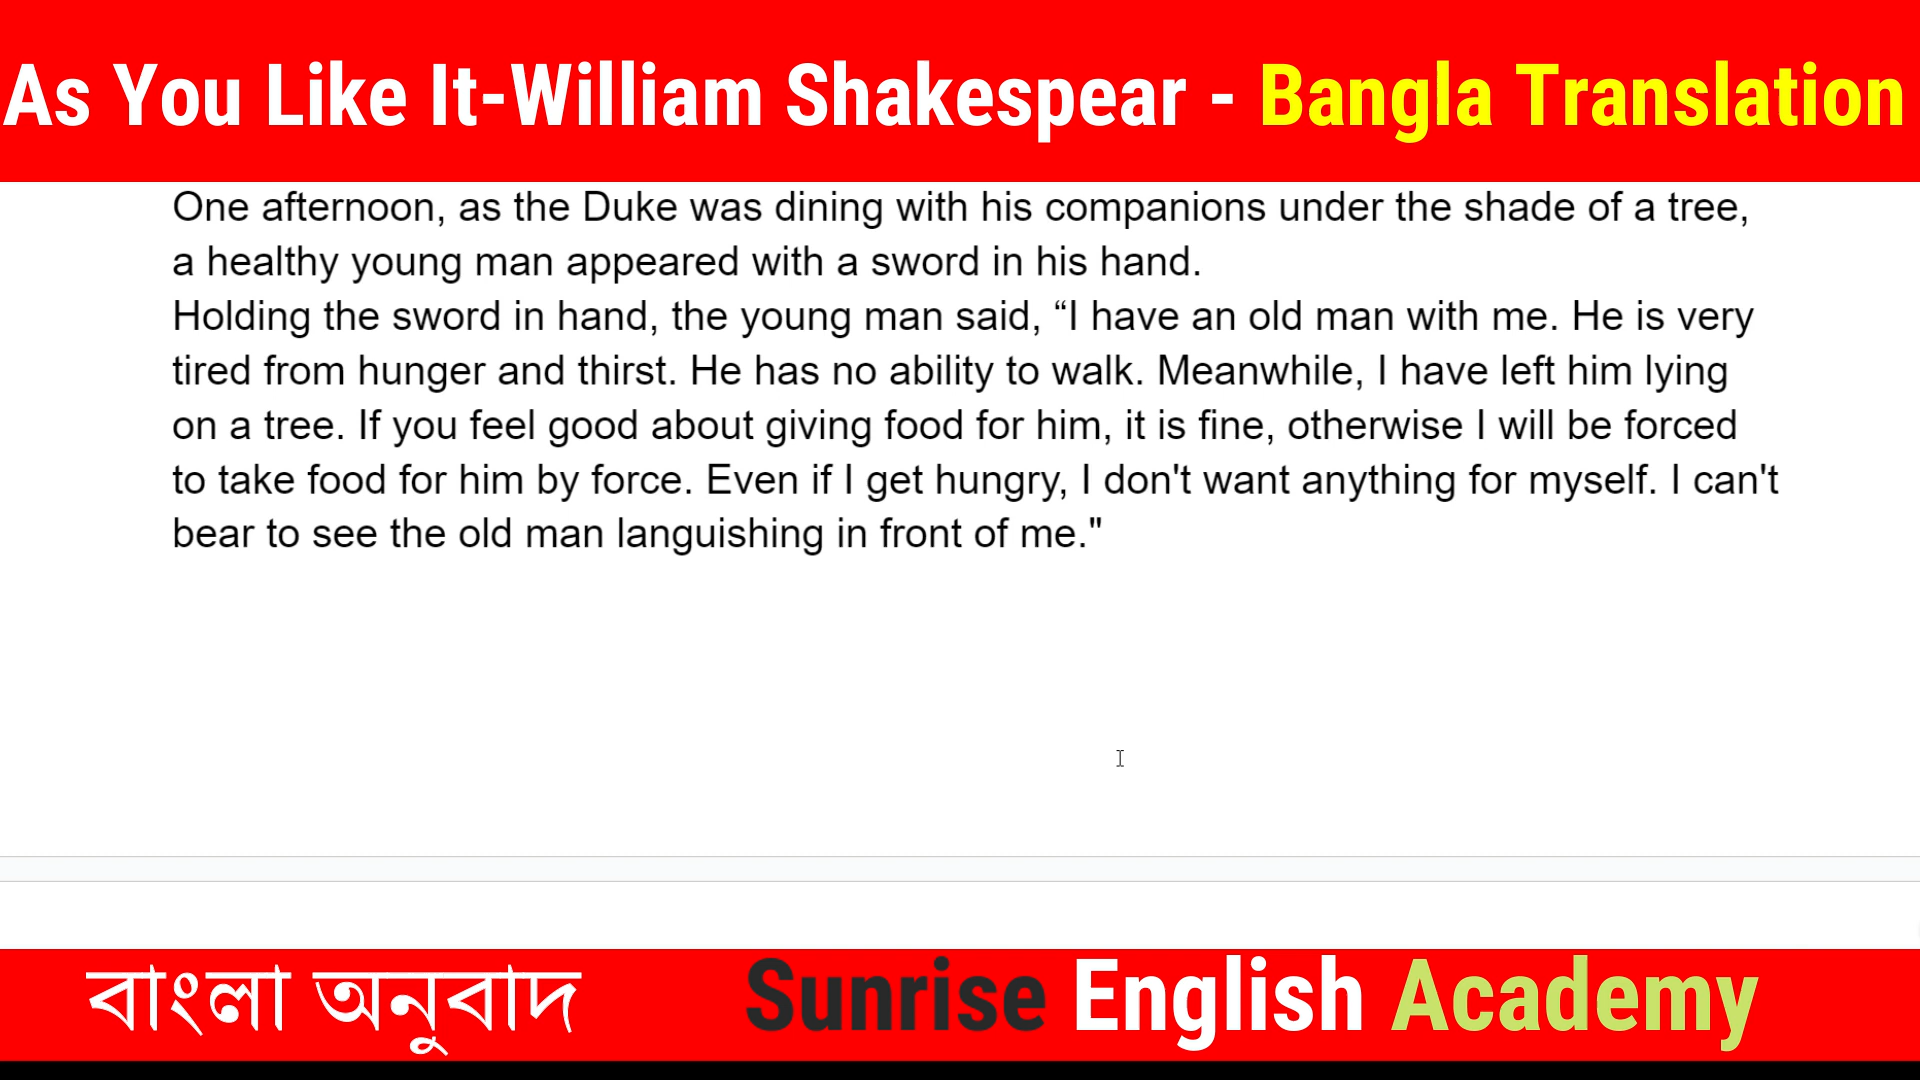 As You Like It-William Shakespear - Bangla Translation
One afternoon, as the Duke was dining with his companions under the shade of a tree,
a healthy young man appeared with a sword in his hand.
Holding the sword in hand, the young man said, “I have an old man with me. He is very
tired from hunger and thirst. He has no ability to walk. Meanwhile, I have left him lying
on a tree. If you feel good about giving food for him, it is fine, otherwise I will be forced
to take food for him by force. Even if I get hungry, I don't want anything for myself. I can't
bear to see the old man languishing in front of me."
বাংলা অনুবাদ Sunrise English Academy